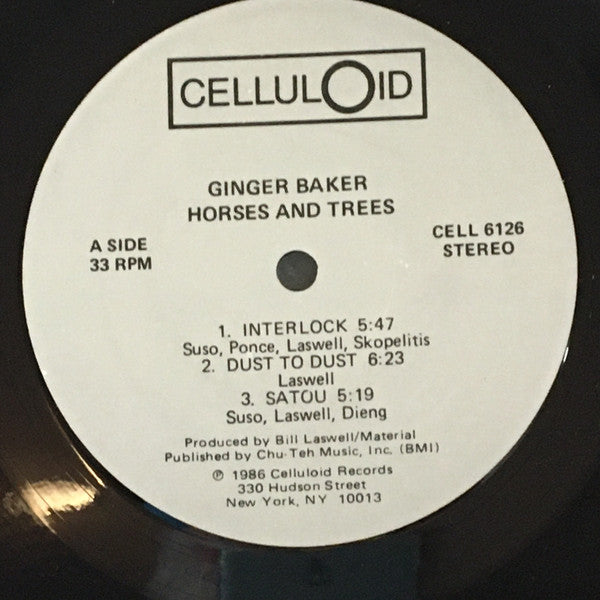 CELLULOID
GINGER BAKER
HORSES AND TREES
A SIDE
33 RPM
CELL 6126
STEREO
1. INTERLOCK 5:47
Suso, Ponce, Laswell, Skopelitis
2. DUST TO DUST 6:23
Laswell
3. SATOU 5:19
Suso, Laswell, Dieng
Produced by Bill Laswell/Material
Published by Chu-Teh Music, Inc. (BMI)
℗ 1986 Celluloid Records
330 Hudson Street
New York, NY 10013